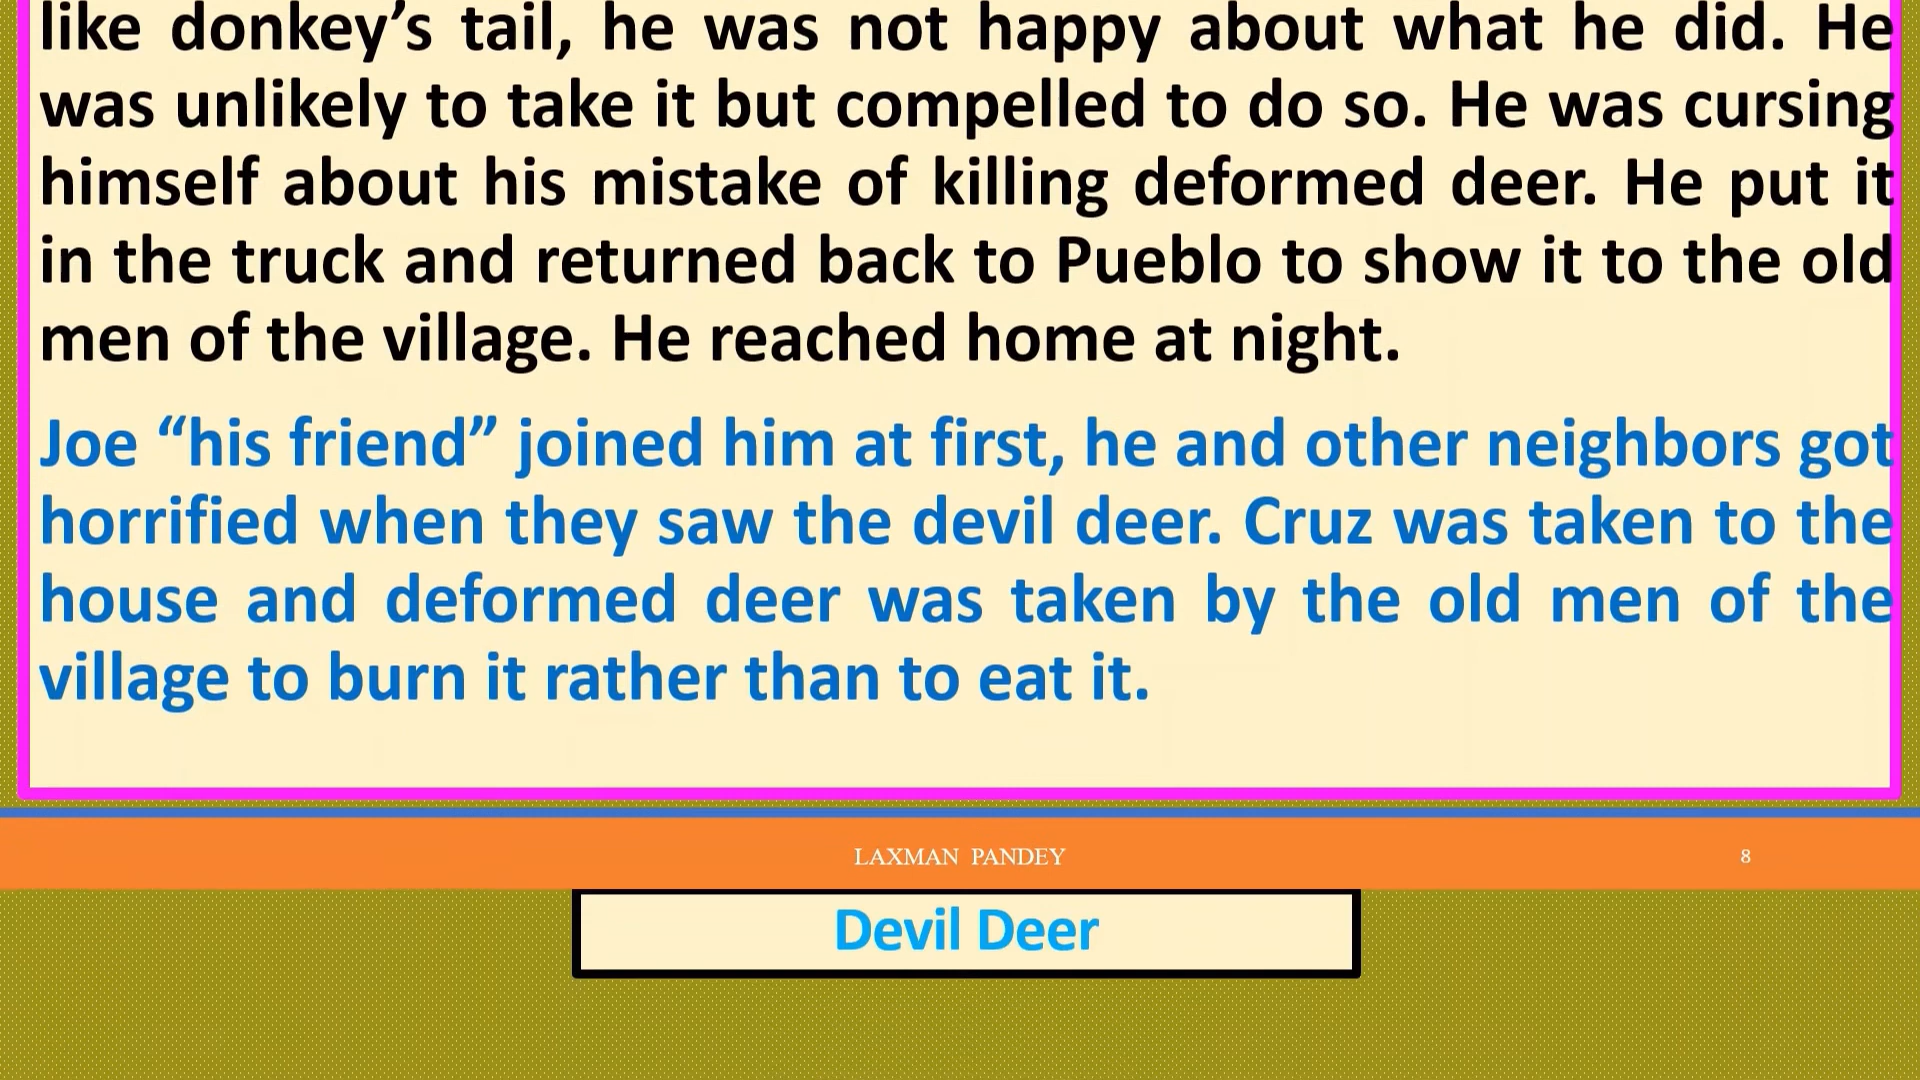 like donkey’s tail, he was not happy about what he did. He
was unlikely to take it but compelled to do so. He was cursing
himself about his mistake of killing deformed deer. He put it
in the truck and returned back to Pueblo to show it to the old
men of the village. He reached home at night.
Joe “his friend” joined him at first, he and other neighbors got
horrified when they saw the devil deer. Cruz was taken to the
house and deformed deer was taken by the old men of the
village to burn it rather than to eat it.
LAXMAN PANDEY
8
Devil Deer